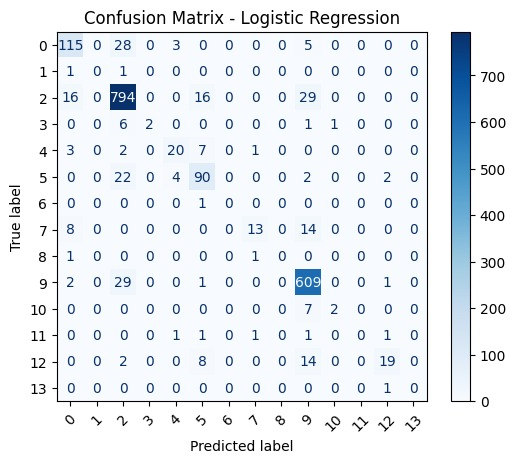 Confusion Matrix - Logistic Regression
0 115 0 28 0 3 0 0 0 0 5 0 0 0 0
1 1 0 1 0 0 0 0 0 0 0 0 0 0 0
2 16 0 794 0 0 16 0 0 0 29 0 0 0 0
3 0 0 6 2 0 0 0 0 0 1 1 0 0 0
4 3 0 2 0 20 7 0 1 0 0 0 0 0 0
5 0 0 22 0 4 90 0 0 0 2 0 0 2 0
6 0 0 0 0 0 1 0 0 0 0 0 0 0 0
7 8 0 0 0 0 0 0 13 0 14 0 0 0 0
8 1 0 0 0 0 0 0 1 0 0 0 0 0 0
9 2 0 29 0 0 1 0 0 0 609 0 0 1 0
10 0 0 0 0 0 0 0 0 0 7 2 0 0 0
11 0 0 0 0 1 1 0 1 0 1 0 0 1 0
12 0 0 2 0 0 8 0 0 0 14 0 0 19 0
13 0 0 0 0 0 0 0 0 0 0 0 0 1 0
0 1 2 3 4 5 6 7 8 9 10 11 12 13
Predicted label
True label
700
600
500
400
300
200
100
0